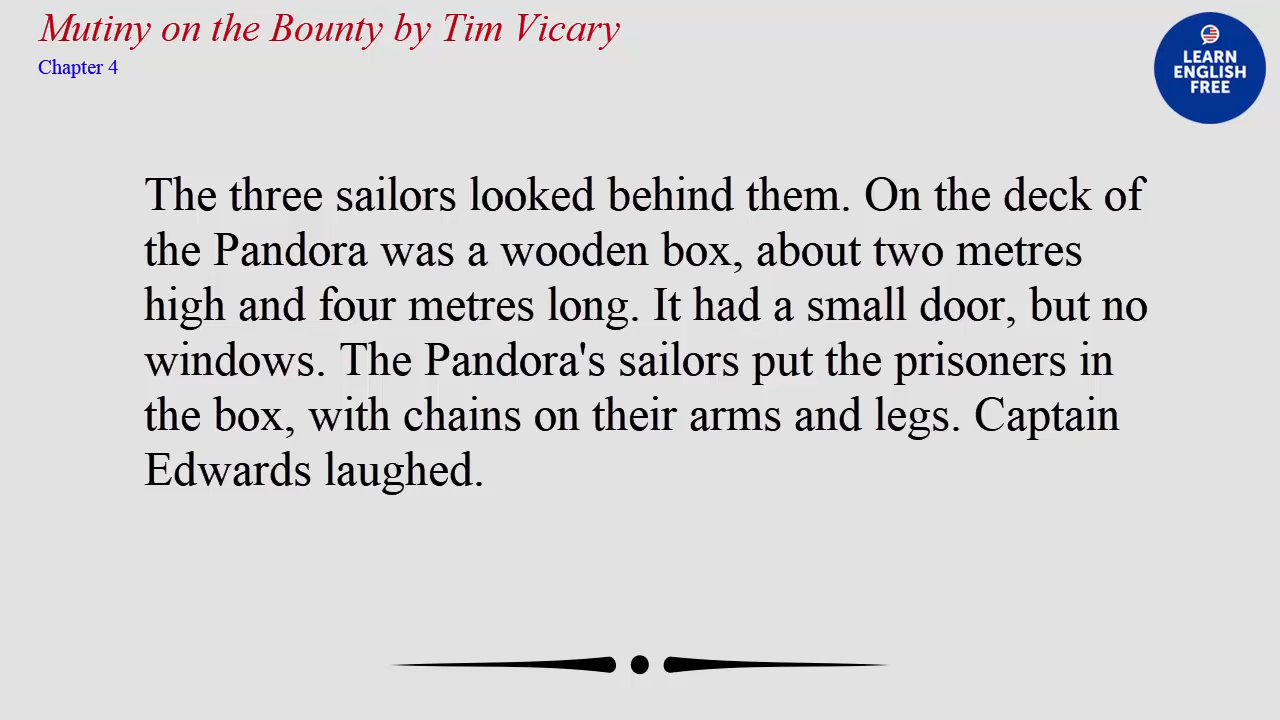 Mutiny on the Bounty by Tim Vicary
Chapter 4
LEARN
ENGLISH
FREE
The three sailors looked behind them. On the deck of
the Pandora was a wooden box, about two metres
high and four metres long. It had a small door, but no
windows. The Pandora's sailors put the prisoners in
the box, with chains on their arms and legs. Captain
Edwards laughed.